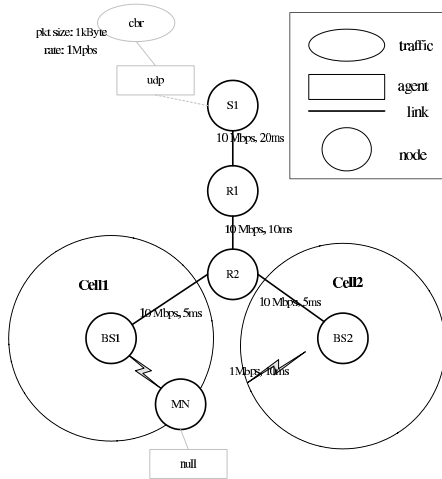 cbr
pkt size: 1kByte
rate: 1Mpbs
udp
traffic
agent
link
node
S1
10 Mbps, 20ms
R1
10 Mbps, 10ms
R2
Cell1
Cell2
10 Mbps, 5ms
10 Mbps, 5ms
BS1
BS2
1Mbps, 10ms
MN
null